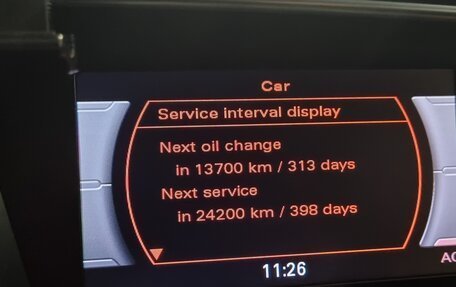 Car
Service interval display
Next oil change
in 13700 km / 313 days
Next service
in 24200 km / 398 days
11:26